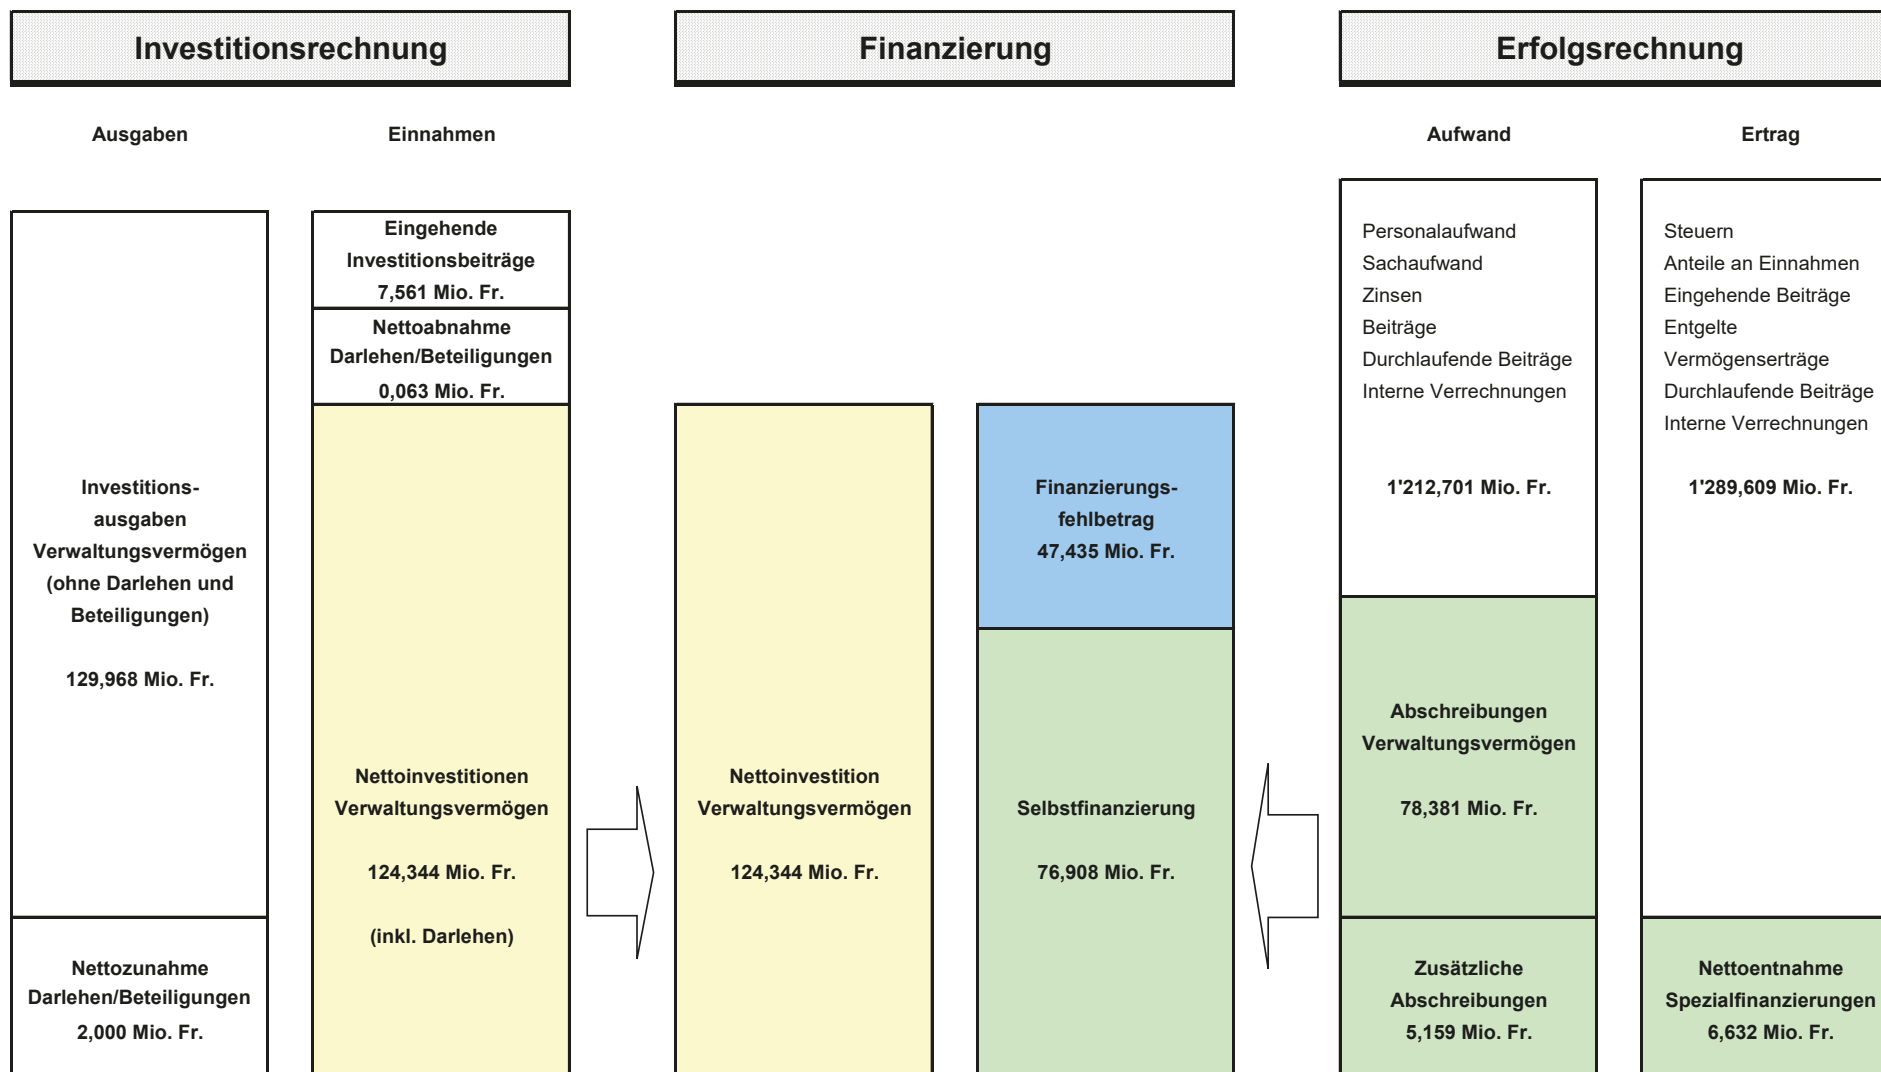 Investitionsrechnung
Finanzierung
Erfolgsrechnung
Ausgaben
Einnahmen
Aufwand
Ertrag
Investitions-
ausgaben
Verwaltungsvermögen
(ohne Darlehen und
Beteiligungen)
129,968 Mio. Fr.
Nettozunahme
Darlehen/Beteiligungen
2,000 Mio. Fr.
Eingehende
Investitionsbeiträge
7,561 Mio. Fr.
Nettoabnahme
Darlehen/Beteiligungen
0,063 Mio. Fr.
Nettoinvestitionen
Verwaltungsvermögen
124,344 Mio. Fr.
(inkl. Darlehen)
Nettoinvestition
Verwaltungsvermögen
124,344 Mio. Fr.
Finanzierungs-
fehlbetrag
47,435 Mio. Fr.
Selbstfinanzierung
76,908 Mio. Fr.
Personalaufwand
Sachaufwand
Zinsen
Beiträge
Durchlaufende Beiträge
Interne Verrechnungen
1'212,701 Mio. Fr.
Abschreibungen
Verwaltungsvermögen
78,381 Mio. Fr.
Zusätzliche
Abschreibungen
5,159 Mio. Fr.
Steuern
Anteile an Einnahmen
Eingehende Beiträge
Entgelte
Vermögenserträge
Durchlaufende Beiträge
Interne Verrechnungen
1'289,609 Mio. Fr.
Nettoentnahme
Spezialfinanzierungen
6,632 Mio. Fr.